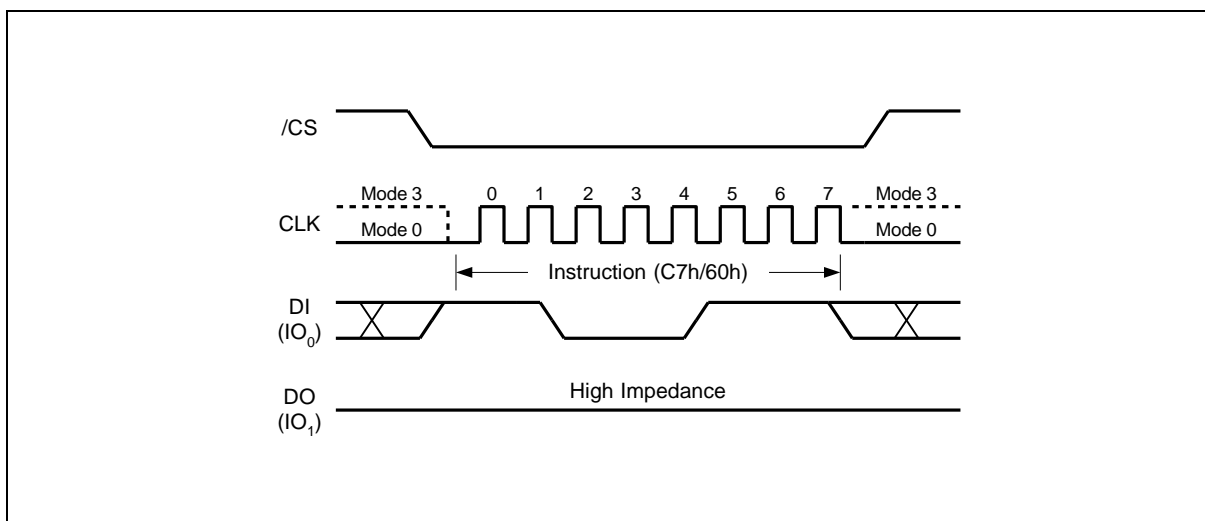 /CS
Mode 3 0 1 2 3 4 5 6 7 Mode 3
CLK
Mode 0 Mode 0
Instruction (C7h/60h)
DI
(IO₀)
High Impedance
DO
(IO₁)